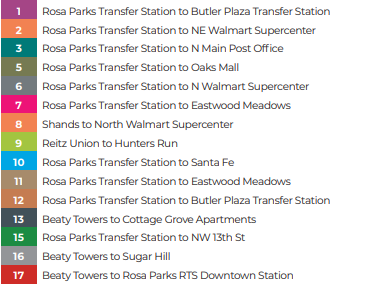 1 Rosa Parks Transfer Station to Butler Plaza Transfer Station
2 Rosa Parks Transfer Station to NE Walmart Supercenter
3 Rosa Parks Transfer Station to N Main Post Office
5 Rosa Parks Transfer Station to Oaks Mall
6 Rosa Parks Transfer Station to N Walmart Supercenter
7 Rosa Parks Transfer Station to Eastwood Meadows
8 Shands to North Walmart Supercenter
9 Reitz Union to Hunters Run
10 Rosa Parks Transfer Station to Santa Fe
11 Rosa Parks Transfer Station to Eastwood Meadows
12 Rosa Parks Transfer Station to Butler Plaza Transfer Station
13 Beaty Towers to Cottage Grove Apartments
15 Rosa Parks Transfer Station to NW 13th St
16 Beaty Towers to Sugar Hill
17 Beaty Towers to Rosa Parks RTS Downtown Station